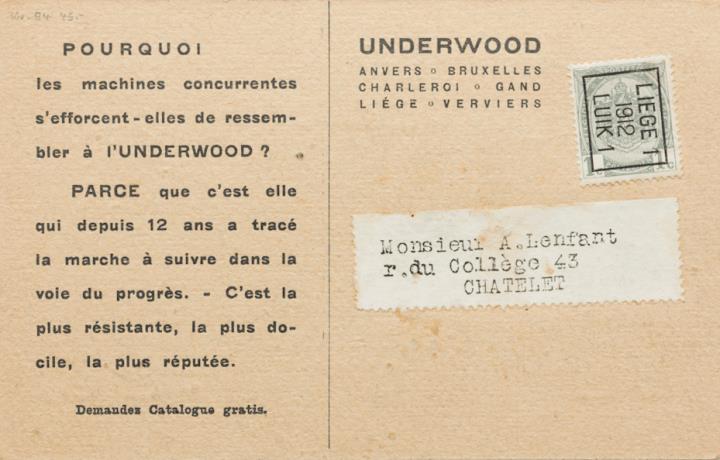 POURQUOI
les machines concurrentes
s'efforcent-elles de ressem-
bler à l'UNDERWOOD ?
PARCE que c'est elle
qui depuis 12 ans a tracé
la marche à suivre dans la
voie du progrès. - C'est la
plus résistante, la plus do-
cile, la plus réputée.
Demandez Catalogue gratis.
UNDERWOOD
ANVERS o BRUXELLES
CHARLEROI o GAND
LIÉGE o VERVIERS
LIEGE 1
1912
LUIK 1
Monsieur A.Lenfant
r.du Collège 43
CHATELET